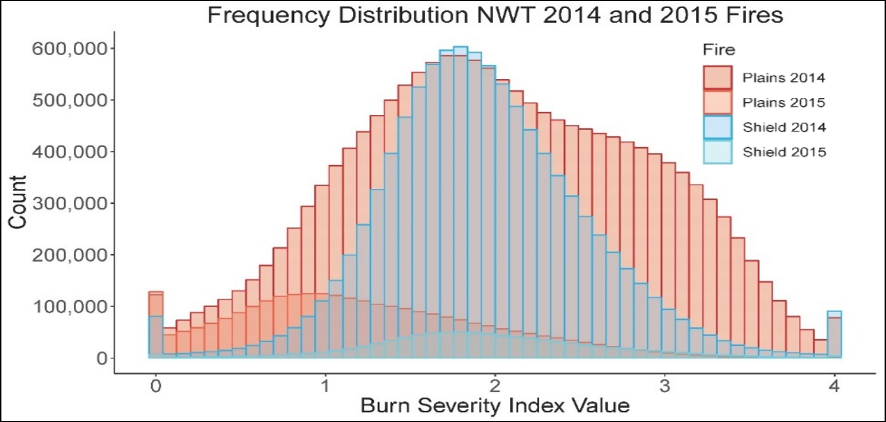 Frequency Distribution NWT 2014 and 2015 Fires
600,000
500,000
400,000
300,000
200,000
100,000
0
Count
Fire
Plains 2014
Plains 2015
Shield 2014
Shield 2015
0 1 2 3 4
Burn Severity Index Value